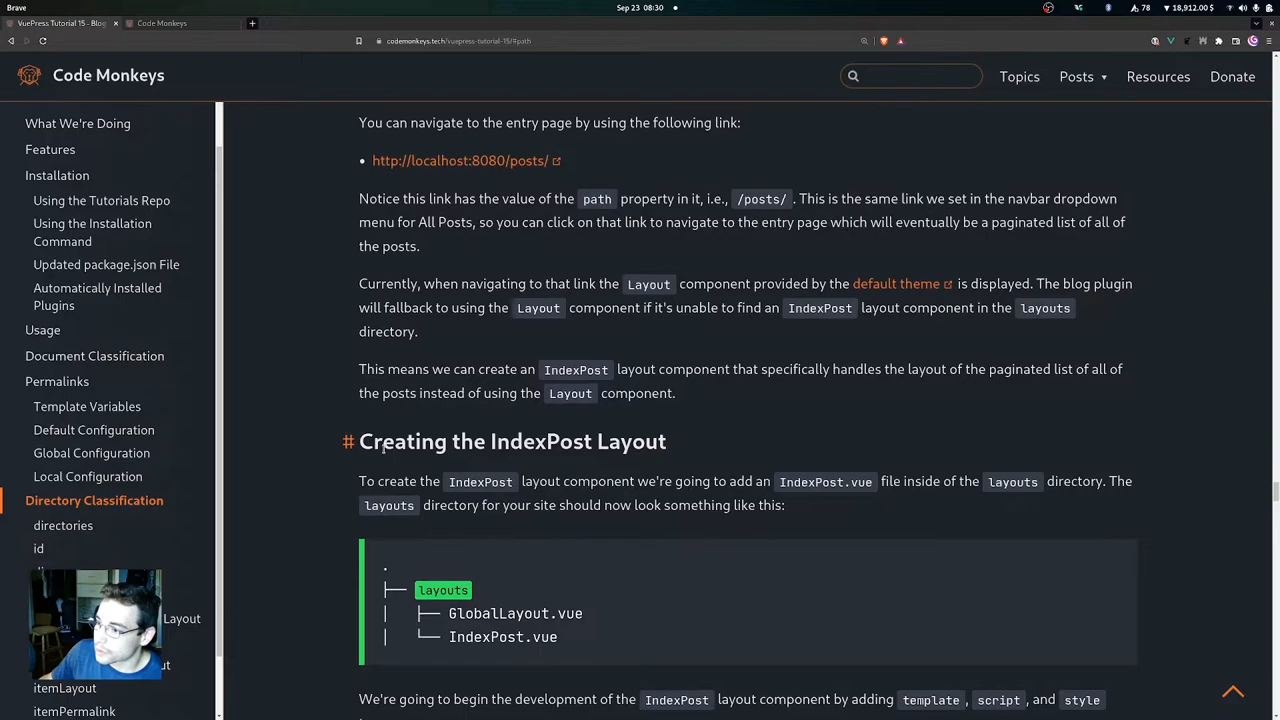 Brave
Sep 23 08:30
78
18,912.00 $
VuePress Tutorial 15 - Blog
Code Monkeys
codemonkeys.tech/vuepress-tutorial-15/#path
Code Monkeys
Topics
Posts
Resources
Donate
What We're Doing
Features
Installation
Using the Tutorials Repo
Using the Installation
Command
Updated package.json File
Automatically Installed
Plugins
Usage
Document Classification
Permalinks
Template Variables
Default Configuration
Global Configuration
Local Configuration
Directory Classification
directories
id
Layout
itemLayout
itemPermalink
You can navigate to the entry page by using the following link:
• http://localhost:8080/posts/
Notice this link has the value of the path property in it, i.e., /posts/. This is the same link we set in the navbar dropdown
menu for All Posts, so you can click on that link to navigate to the entry page which will eventually be a paginated list of all of
the posts.
Currently, when navigating to that link the Layout component provided by the default theme is displayed. The blog plugin
will fallback to using the Layout component if it's unable to find an IndexPost layout component in the layouts
directory.
This means we can create an IndexPost layout component that specifically handles the layout of the paginated list of all of
the posts instead of using the Layout component.
# Creating the IndexPost Layout
To create the IndexPost layout component we're going to add an IndexPost.vue file inside of the layouts directory. The
layouts directory for your site should now look something like this:
.
├── layouts
│   ├── GlobalLayout.vue
│   └── IndexPost.vue
We're going to begin the development of the IndexPost layout component by adding template, script, and style